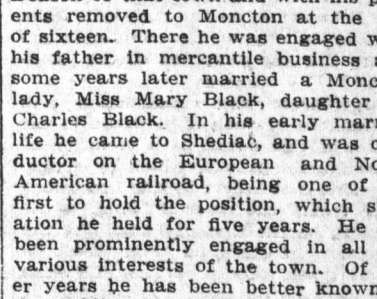 ents removed to Moncton at the
of sixteen. There he was engaged w
his father in mercantile business a
some years later married a Monc
lady, Miss Mary Black, daughter
Charles Black. In his early marr
life he came to Shediac, and was c
ductor on the European and No
American railroad, being one of
first to hold the position, which s
ation he held for five years. He
been prominently engaged in all
various interests of the town. Of
er years he has been better known